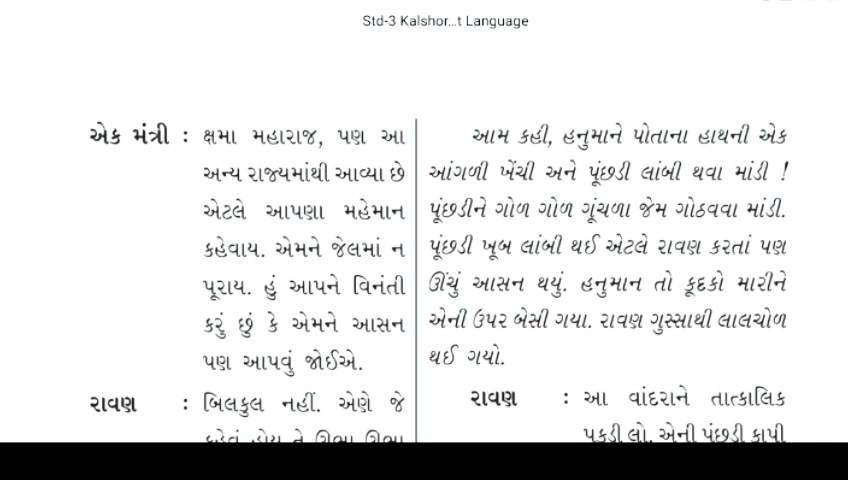 Std-3 Kalshor...t Language
એક મંત્રી : ક્ષમા મહારાજ, પણ આ
અન્ય રાજ્યમાંથી આવ્યા છે
એટલે આપણા મહેમાન
કહેવાય. એમને જેલમાં ન
પૂરાય. હું આપને વિનંતી
કરું છું કે એમને આસન
પણ આપવું જોઈએ.
રાવણ : બિલકુલ નહીં. એણે જે
આમ કહી, હનુમાને પોતાના હાથની એક
આંગળી ખેંચી અને પૂંછડી લાંબી થવા માંડી !
પૂંછડીને ગોળ ગોળ ગૂંચળા જેમ ગોઠવવા માંડી.
પૂંછડી ખૂબ લાંબી થઈ એટલે રાવણ કરતાં પણ
ઊંચું આસન થયું. હનુમાન તો કૂદકો મારીને
એની ઉપર બેસી ગયા. રાવણ ગુસ્સાથી લાલચોળ
થઈ ગયો.
રાવણ : આ વાંદરાને તાત્કાલિક
પકડી લો. એની પૂંછડી કાપી